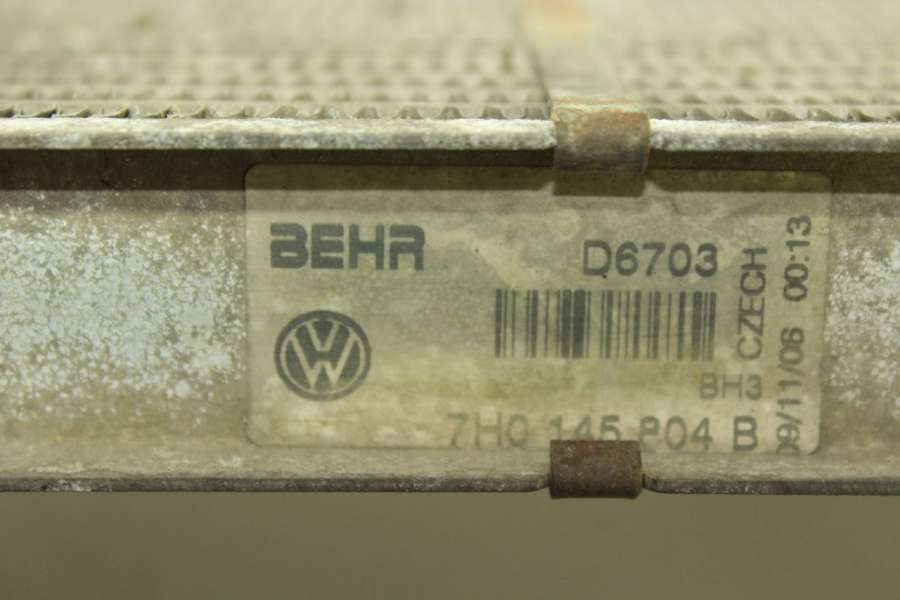 BEHR
D6703
BH3
7H0 145 804 B
CZECH
09/11/06 00:13